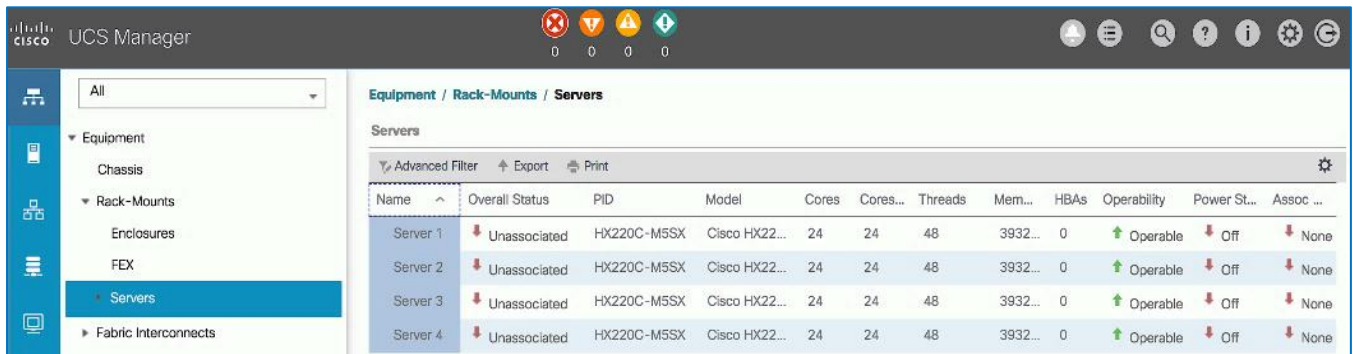 cisco UCS Manager
0 0 0 0
All
Equipment
Chassis
Rack-Mounts
Enclosures
FEX
Servers
Fabric Interconnects
Equipment / Rack-Mounts / Servers
Servers
Advanced Filter Export Print
Name Overall Status PID Model Cores Cores... Threads Mem... HBAs Operability Power St... Assoc ...
Server 1 Unassociated HX220C-M5SX Cisco HX22... 24 24 48 3932... 0 Operable Off None
Server 2 Unassociated HX220C-M5SX Cisco HX22... 24 24 48 3932... 0 Operable Off None
Server 3 Unassociated HX220C-M5SX Cisco HX22... 24 24 48 3932... 0 Operable Off None
Server 4 Unassociated HX220C-M5SX Cisco HX22... 24 24 48 3932... 0 Operable Off None